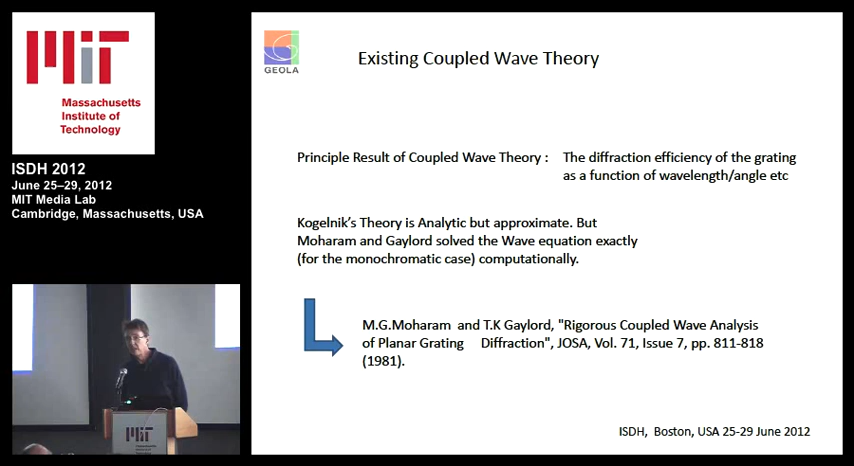 MIT
Massachusetts
Institute of
Technology
ISDH 2012
June 25–29, 2012
MIT Media Lab
Cambridge, Massachusetts, USA
GEOLA
Existing Coupled Wave Theory
Principle Result of Coupled Wave Theory : The diffraction efficiency of the grating
as a function of wavelength/angle etc
Kogelnik's Theory is Analytic but approximate. But
Moharam and Gaylord solved the Wave equation exactly
(for the monochromatic case) computationally.
M.G.Moharam and T.K Gaylord, "Rigorous Coupled Wave Analysis
of Planar Grating Diffraction", JOSA, Vol. 71, Issue 7, pp. 811-818
(1981).
ISDH, Boston, USA 25-29 June 2012
MIT